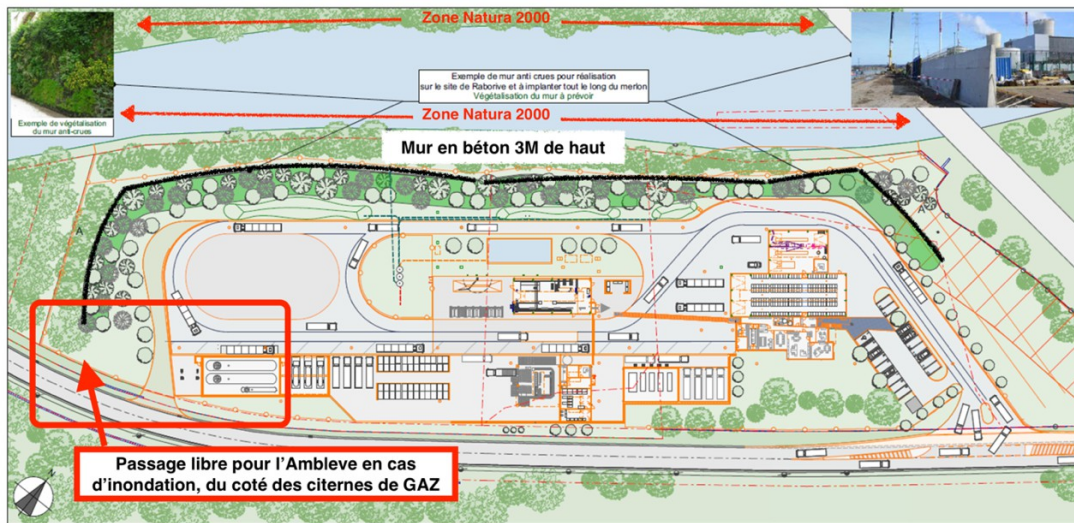 Zone Natura 2000
Exemple de mur anti crues pour réalisation
sur le site de Raborive et à implanter tout le long du merlon
Végétalisation du mur à prévoir
Zone Natura 2000
Exemple de végétalisation
du mur anti-crues
Mur en béton 3M de haut
A
A
Passage libre pour l'Ambleve en cas
d'inondation, du coté des citernes de GAZ
N